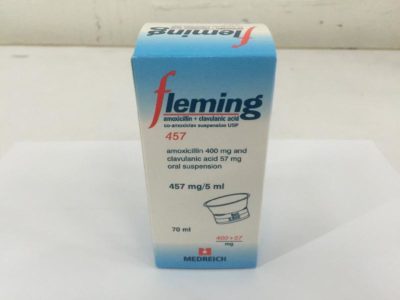 fleming
amoxicillin + clavulanic acid
co-amoxiclav suspension USP
457
amoxicillin 400 mg and
clavulanic acid 57 mg
oral suspension
457 mg/5 ml
70 ml
400+57
mg
MEDREICH